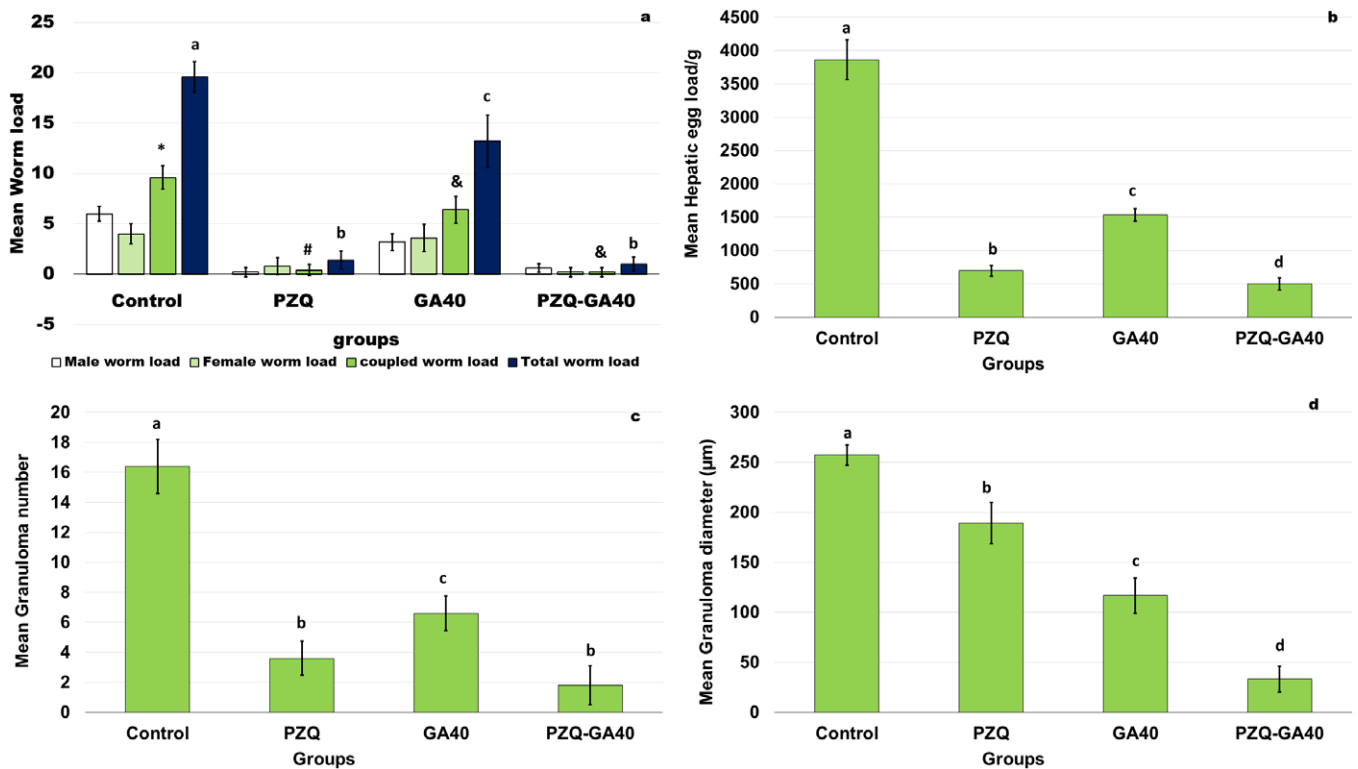 a
25
20
15
10
5
0
-5
Mean Worm load
*
a
#
b
&
c
&
b
Control PZQ GA40 PZQ-GA40
groups
Male worm load Female worm load coupled worm load Total worm load
b
4500
4000
3500
3000
2500
2000
1500
1000
500
0
Mean Hepatic egg load/g
a
b
c
d
Control PZQ GA40 PZQ-GA40
Groups
c
20
18
16
14
12
10
8
6
4
2
0
Mean Granuloma number
a
b
c
b
Control PZQ GA40 PZQ-GA40
Groups
d
300
250
200
150
100
50
0
Mean Granuloma diameter (µm)
a
b
c
d
Control PZQ GA40 PZQ-GA40
Groups